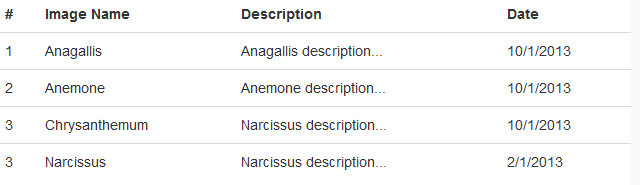 # Image Name Description Date
1 Anagallis Anagallis description... 10/1/2013
2 Anemone Anemone description... 10/1/2013
3 Chrysanthemum Narcissus description... 10/1/2013
3 Narcissus Narcissus description... 2/1/2013